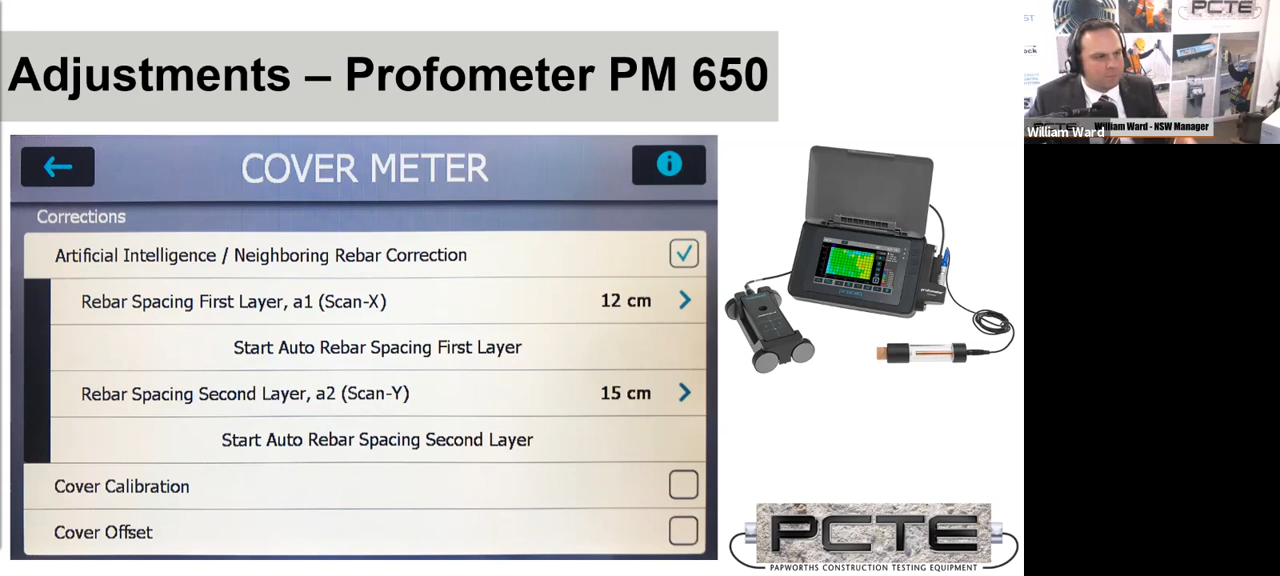 Adjustments – Profometer PM 650
COVER METER
Corrections
Artificial Intelligence / Neighboring Rebar Correction
Rebar Spacing First Layer, a1 (Scan-X) 12 cm
Start Auto Rebar Spacing First Layer
Rebar Spacing Second Layer, a2 (Scan-Y) 15 cm
Start Auto Rebar Spacing Second Layer
Cover Calibration
Cover Offset
PCTE
PAPWORTHS CONSTRUCTION TESTING EQUIPMENT
PCTE
William Ward - NSW Manager
William Ward